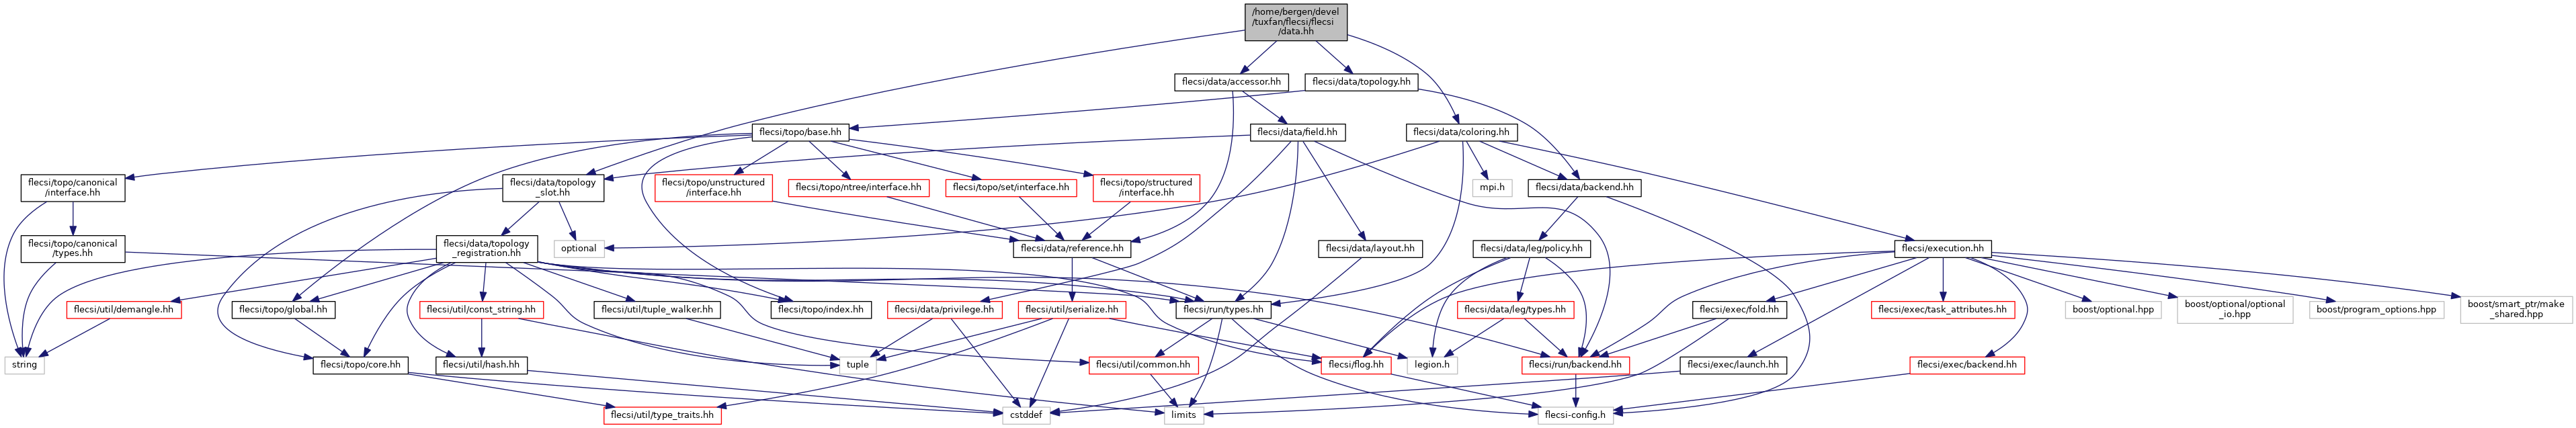 /home/bergen/devel
/tuxfan/flecsi/flecsi
/data.hh
flecsi/data/accessor.hh
flecsi/data/topology.hh
flecsi/topo/base.hh
flecsi/data/field.hh
flecsi/data/coloring.hh
flecsi/topo/canonical
/interface.hh
flecsi/data/topology
_slot.hh
flecsi/topo/unstructured
/interface.hh
flecsi/topo/ntree/interface.hh
flecsi/topo/set/interface.hh
flecsi/topo/structured
/interface.hh
mpi.h
flecsi/data/backend.hh
flecsi/topo/canonical
/types.hh
flecsi/data/topology
_registration.hh
optional
flecsi/data/reference.hh
flecsi/data/layout.hh
flecsi/data/leg/policy.hh
flecsi/execution.hh
flecsi/util/demangle.hh
flecsi/topo/global.hh
flecsi/util/const_string.hh
flecsi/util/tuple_walker.hh
flecsi/topo/index.hh
flecsi/data/privilege.hh
flecsi/util/serialize.hh
flecsi/run/types.hh
flecsi/data/leg/types.hh
flecsi/exec/fold.hh
flecsi/exec/task_attributes.hh
boost/optional.hpp
boost/optional/optional
_io.hpp
boost/program_options.hpp
boost/smart_ptr/make
_shared.hpp
string
flecsi/topo/core.hh
flecsi/util/hash.hh
tuple
flecsi/util/common.hh
flecsi/flog.hh
legion.h
flecsi/run/backend.hh
flecsi/exec/launch.hh
flecsi/exec/backend.hh
flecsi/util/type_traits.hh
cstddef
limits
flecsi-config.h